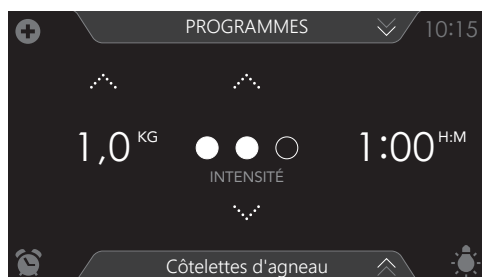 PROGRAMMES 10:15
1,0 KG 1:00 H:M
INTENSITÉ
Côtelettes d'agneau